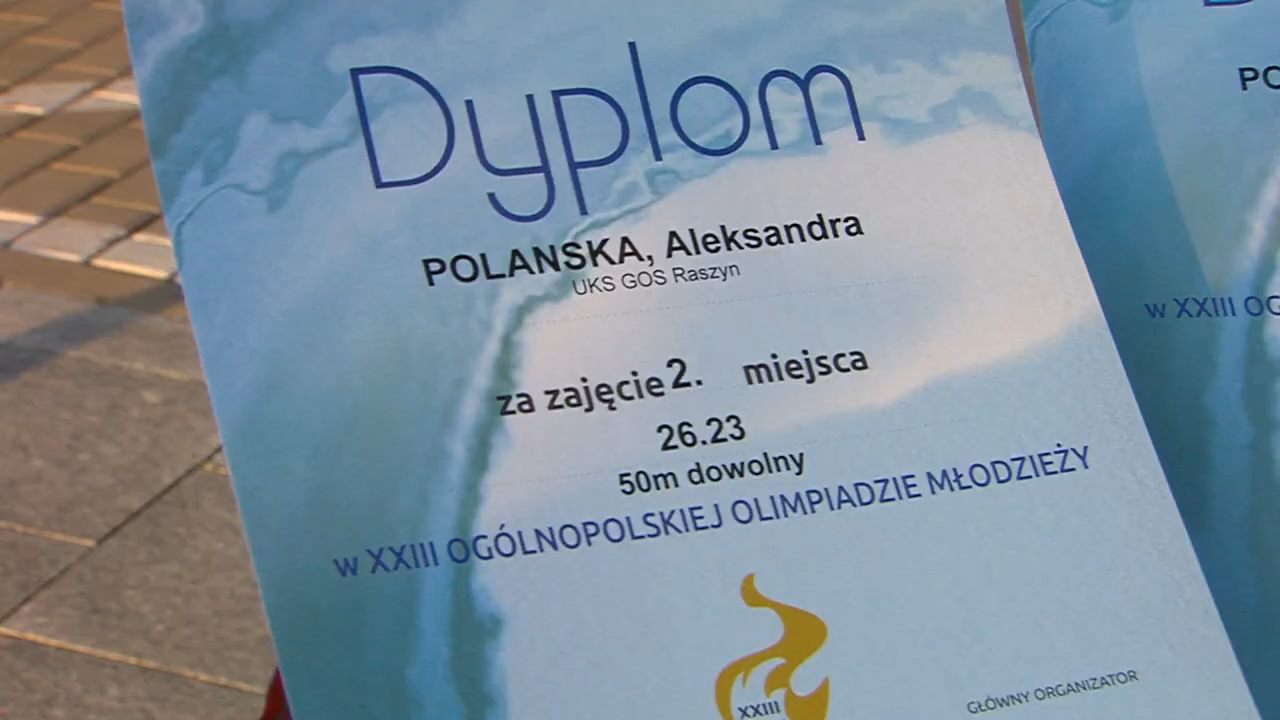 Dyplom
POLANSKA, Aleksandra
UKS GOS Raszyn
za zajęcie 2. miejsca
26.23
50m dowolny
w XXIII OGÓLNOPOLSKIEJ OLIMPIADZIE MŁODZIEŻY
XXIII
GŁÓWNY ORGANIZATOR
PO
w XXIII OG